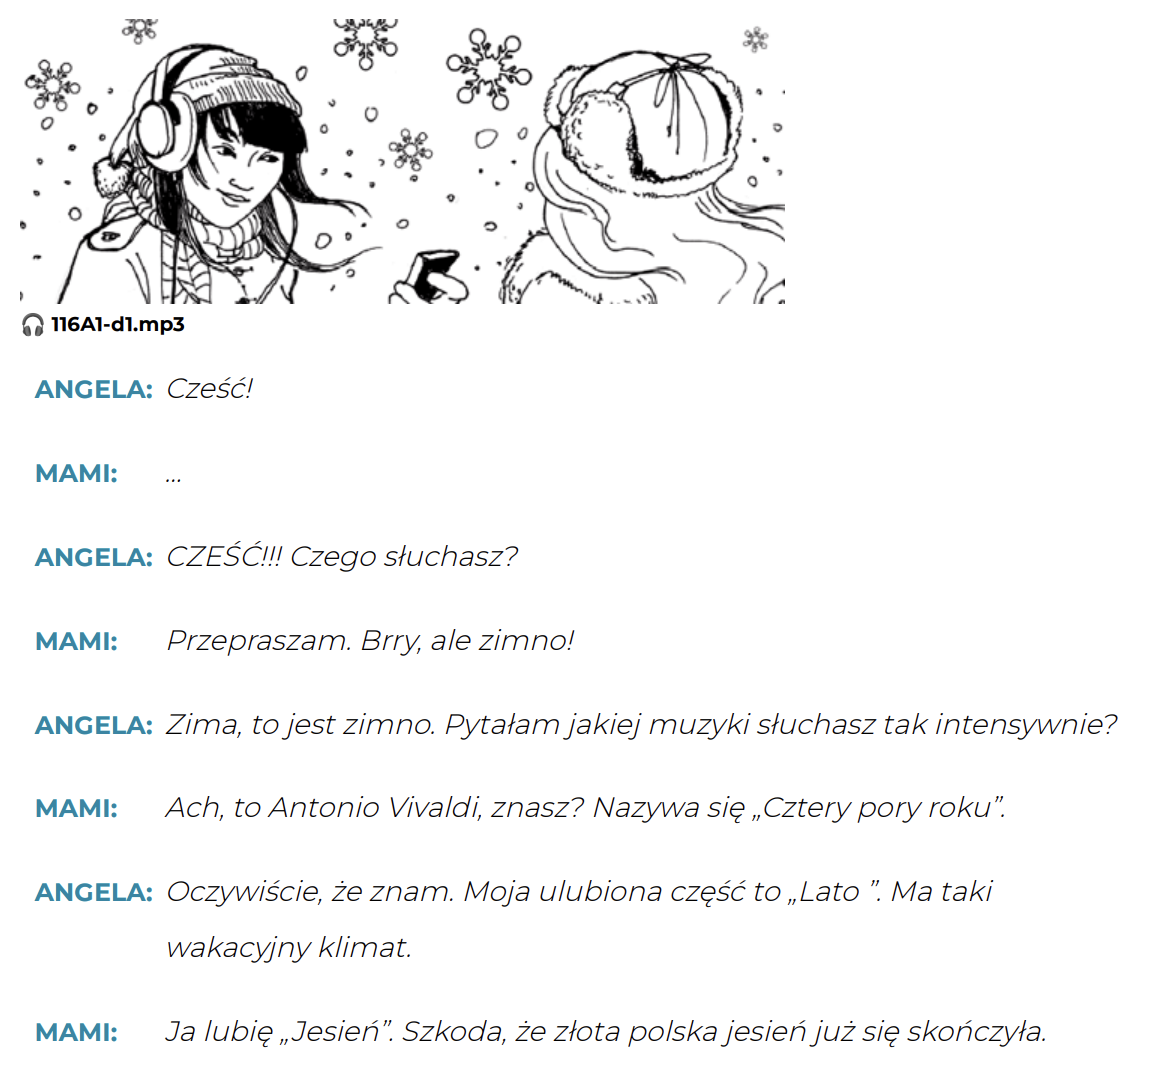 116A1-d1.mp3
ANGELA: Cześć!
MAMI: ...
ANGELA: CZEŚĆ!!! Czego słuchasz?
MAMI: Przepraszam. Brry, ale zimno!
ANGELA: Zima, to jest zimno. Pytałam jakiej muzyki słuchasz tak intensywnie?
MAMI: Ach, to Antonio Vivaldi, znasz? Nazywa się „Cztery pory roku”.
ANGELA: Oczywiście, że znam. Moja ulubiona część to „Lato ”. Ma taki
wakacyjny klimat.
MAMI: Ja lubię „Jesień”. Szkoda, że złota polska jesień już się skończyła.